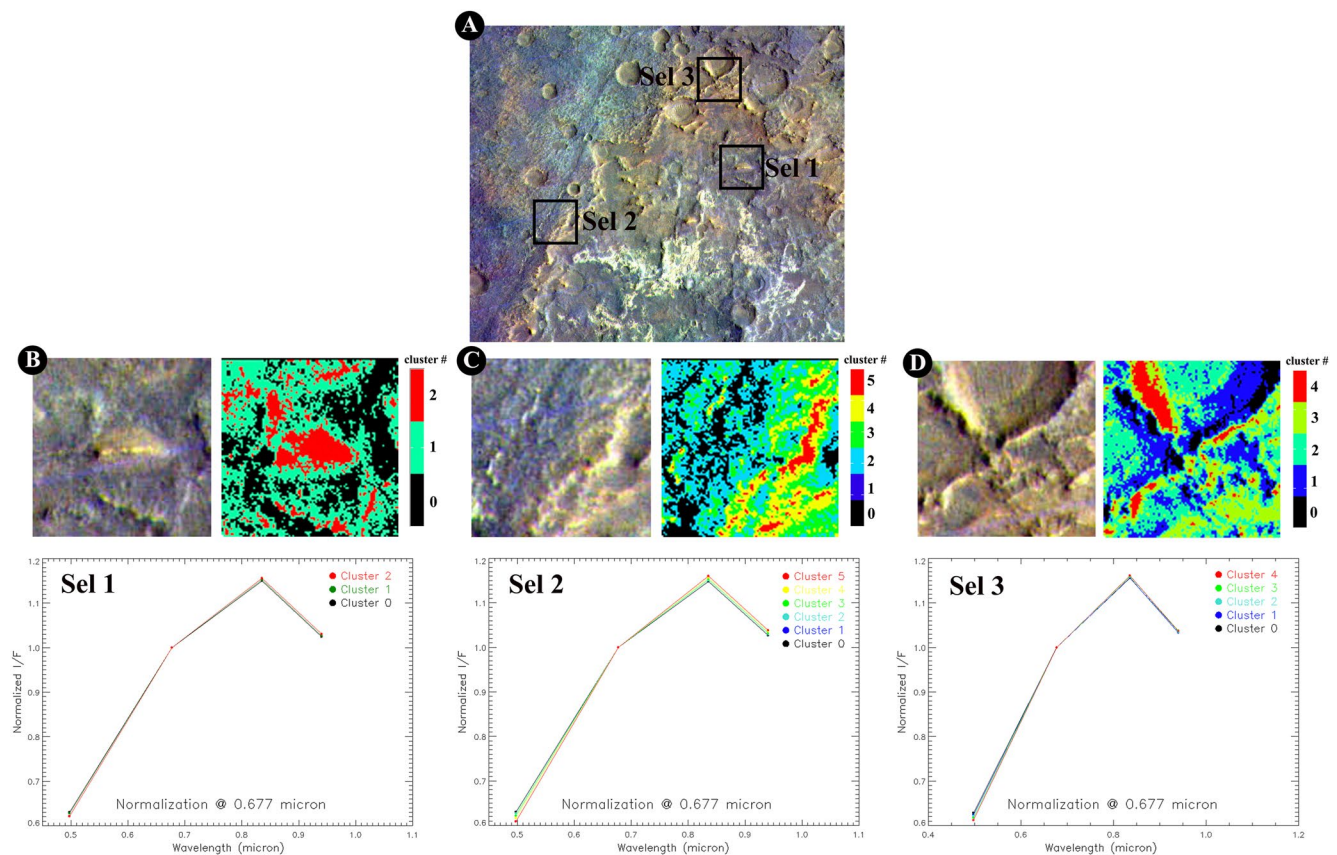 A
Sel 3
Sel 1
Sel 2
B
cluster #
2
1
0
C
cluster #
5
4
3
2
1
0
D
cluster #
4
3
2
1
0
Sel 1
Cluster 2
Cluster 1
Cluster 0
Normalized I/F
1.2
1.1
1.0
0.9
0.8
0.7
0.6
Normalization @ 0.677 micron
0.5 0.6 0.7 0.8 0.9 1.0 1.1
Wavelength (micron)
Sel 2
Cluster 5
Cluster 4
Cluster 3
Cluster 2
Cluster 1
Cluster 0
Normalized I/F
1.2
1.1
1.0
0.9
0.8
0.7
0.6
Normalization @ 0.677 micron
0.5 0.6 0.7 0.8 0.9 1.0 1.1
Wavelength (micron)
Sel 3
Cluster 4
Cluster 3
Cluster 2
Cluster 1
Cluster 0
Normalized I/F
1.2
1.1
1.0
0.9
0.8
0.7
0.6
Normalization @ 0.677 micron
0.4 0.6 0.8 1.0 1.2
Wavelength (micron)